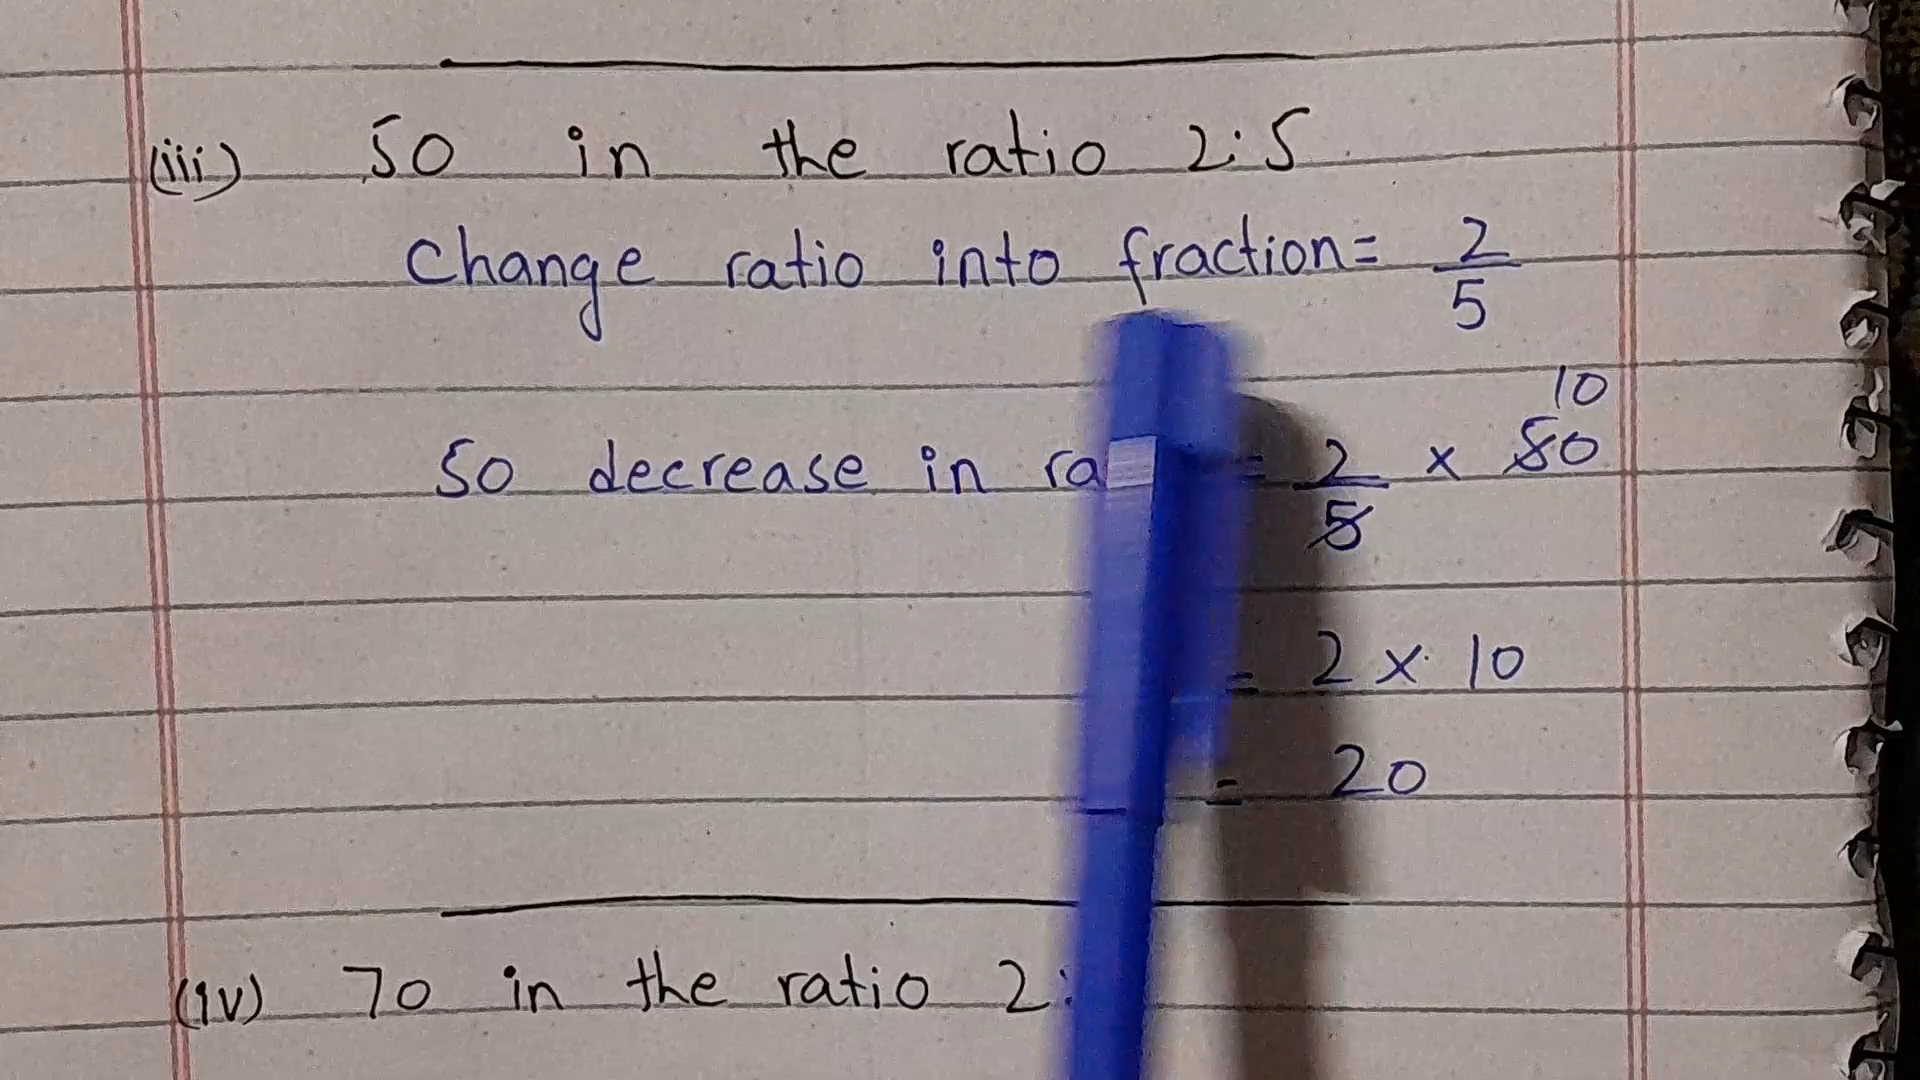 (iii) 50 in the ratio 2:5
Change ratio into fraction = 2/5
10
So decrease in = 2/5 x 50
= 2 x 10
= 20
(iv) 70 in the ratio 2: